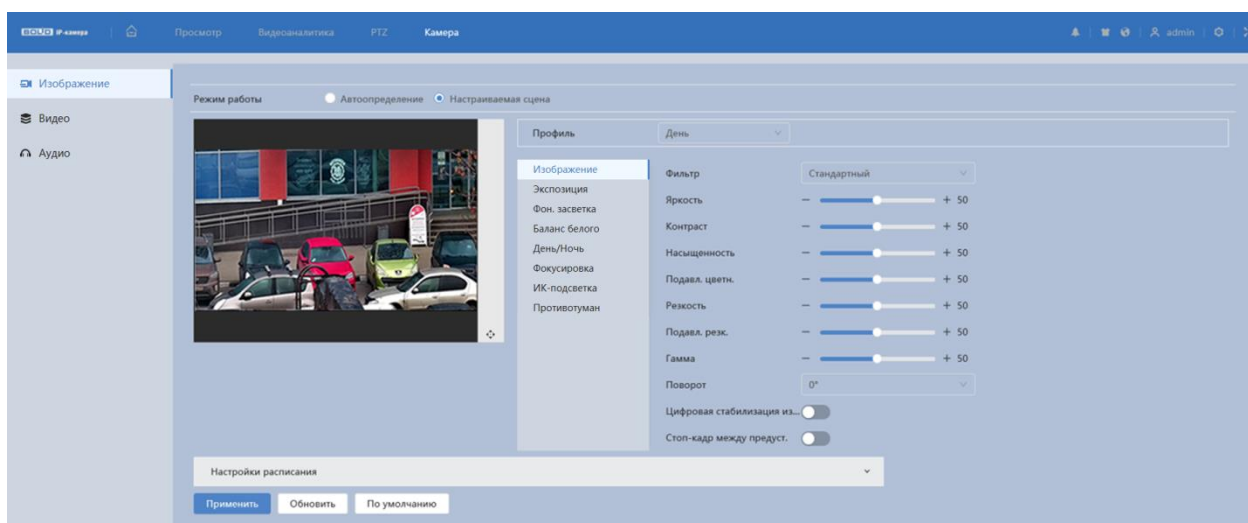 BOLID IP-камера Просмотр Видеоаналитика PTZ Камера admin
Изображение
Видео
Аудио
Режим работы Автоопределение Настраиваемая сцена
Профиль День
Изображение
Экспозиция
Фон. засветка
Баланс белого
День/Ночь
Фокусировка
ИК-подсветка
Противотуман
Фильтр Стандартный
Яркость 50
Контраст 50
Насыщенность 50
Подавл. цветн. 50
Резкость 50
Подавл. резк. 50
Гамма 50
Поворот 0°
Цифровая стабилизация из...
Стоп-кадр между предуст.
Настройки расписания
Применить Обновить По умолчанию